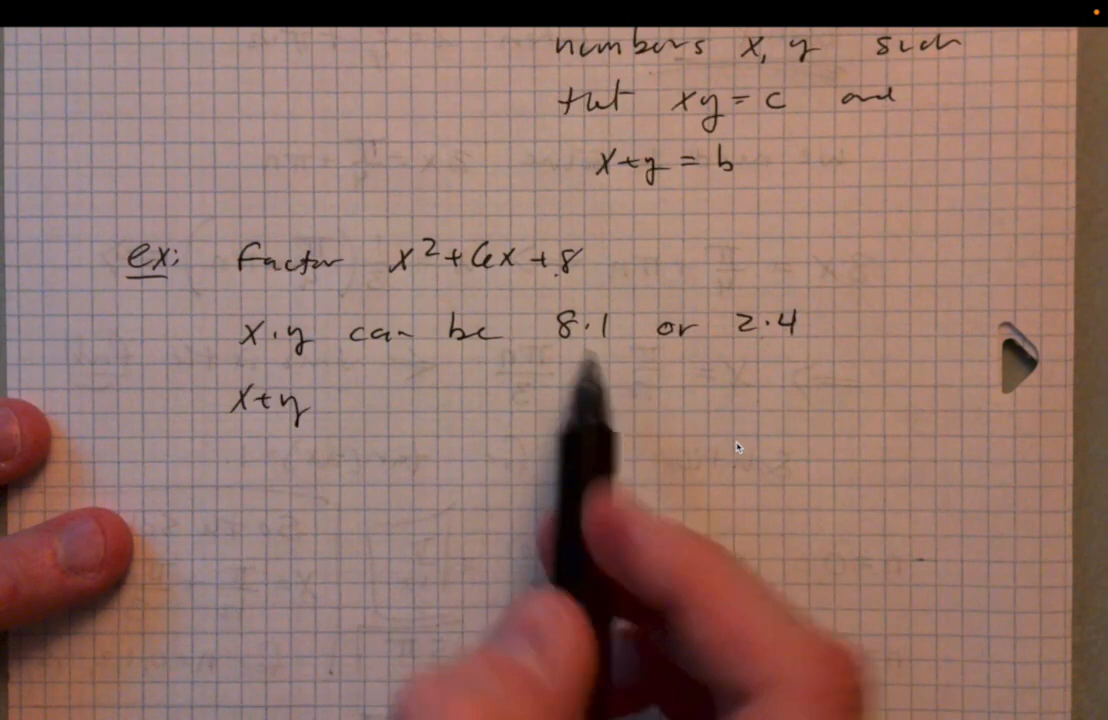 numbers x, y such
that xy = c and
x+y = b
ex: Factor x²+6x+8
x·y can be 8·1 or 2·4
x+y